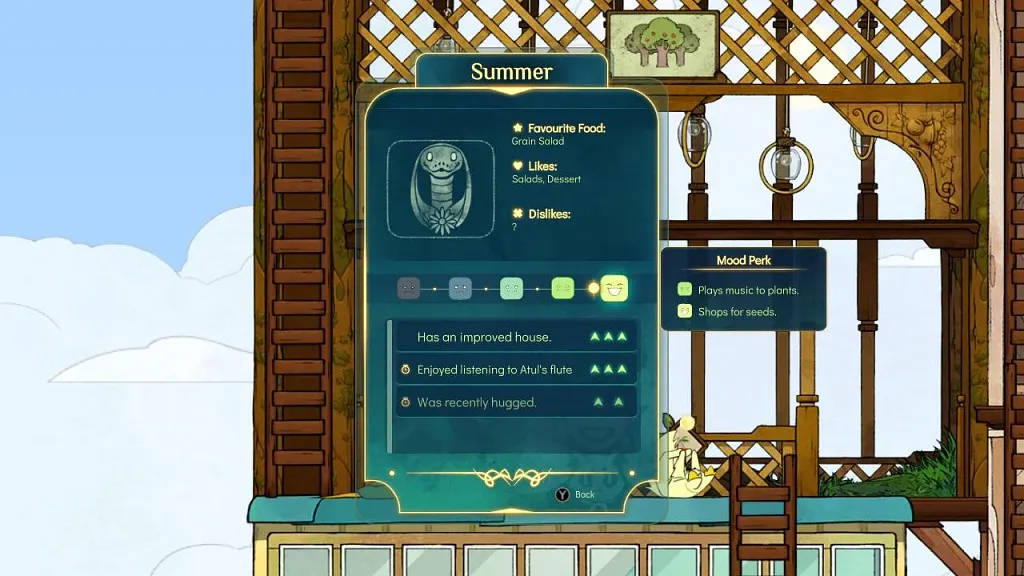 Summer
Favourite Food:
Grain Salad
Likes:
Salads, Dessert
Dislikes:
?
Mood Perk
Plays music to plants.
Shops for seeds.
Has an improved house.
Enjoyed listening to Atul's flute
Was recently hugged.
Y Back